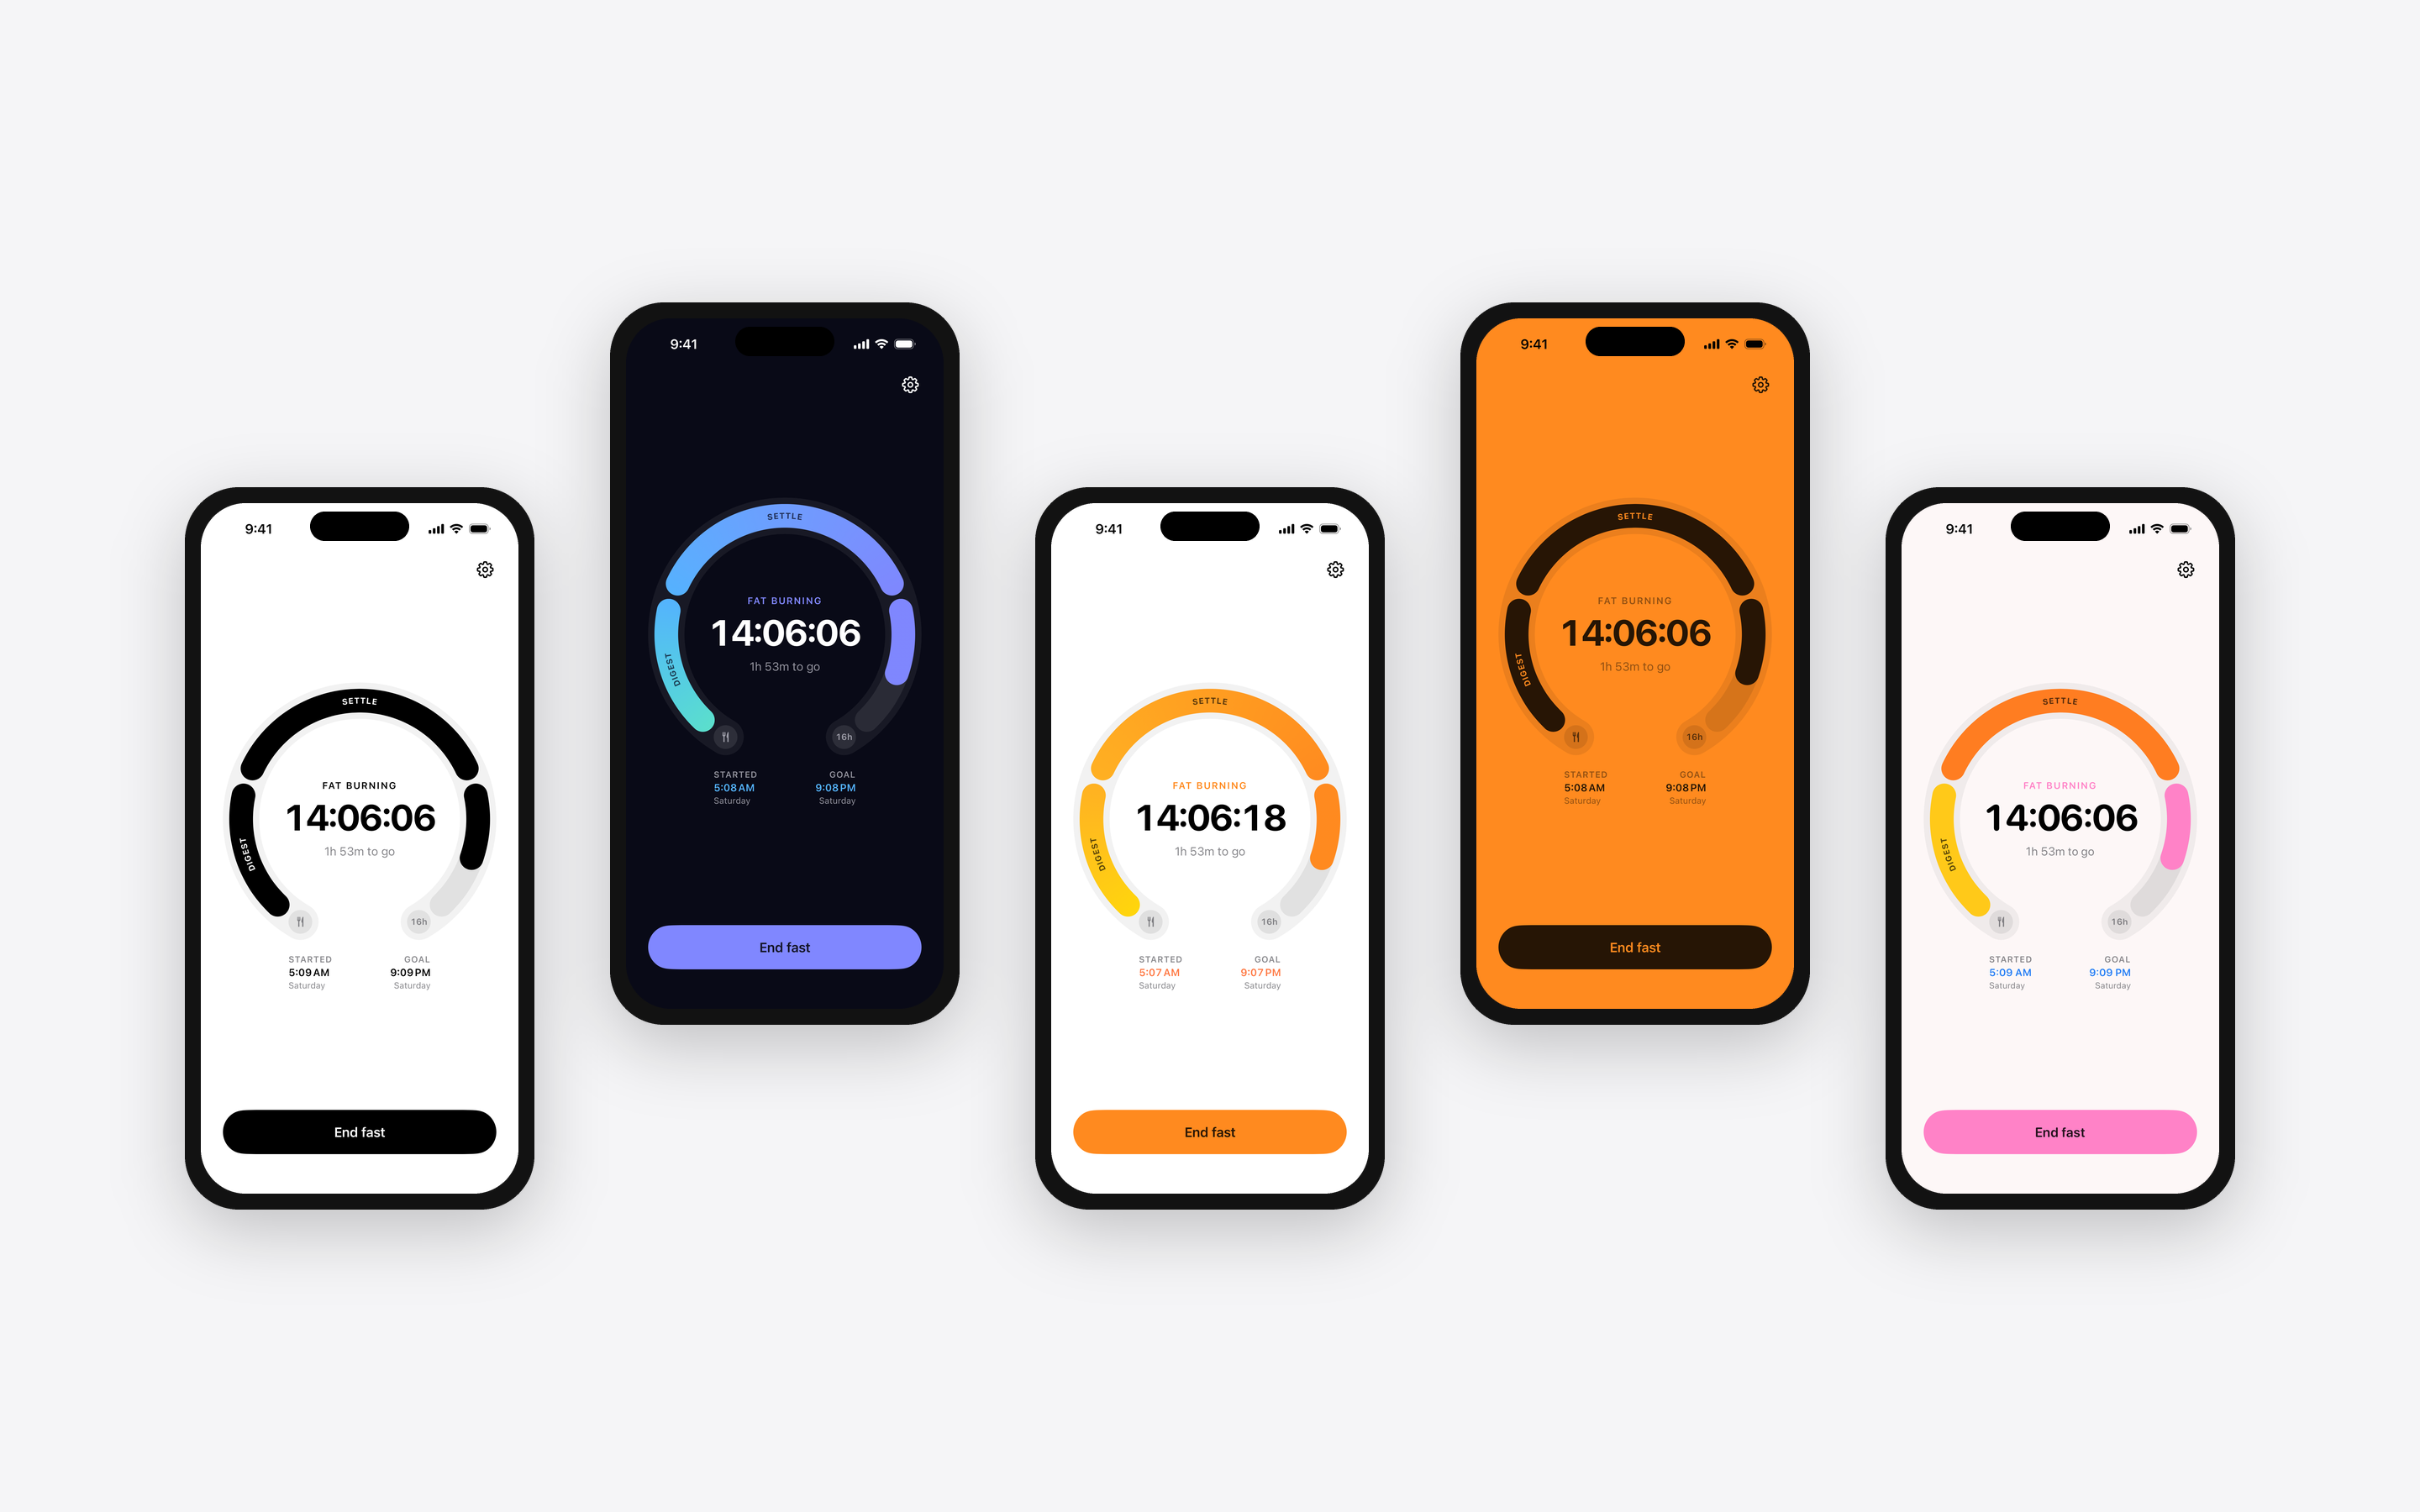 9:41
SETTLE
DIGEST
FAT BURNING
14:06:06
1h 53m to go
16h
STARTED
5:09 AM
Saturday
GOAL
9:09 PM
Saturday
End fast
9:41
SETTLE
DIGEST
FAT BURNING
14:06:06
1h 53m to go
16h
STARTED
5:08 AM
Saturday
GOAL
9:08 PM
Saturday
End fast
9:41
SETTLE
DIGEST
FAT BURNING
14:06:18
1h 53m to go
16h
STARTED
5:07 AM
Saturday
GOAL
9:07 PM
Saturday
End fast
9:41
SETTLE
DIGEST
FAT BURNING
14:06:06
1h 53m to go
16h
STARTED
5:08 AM
Saturday
GOAL
9:08 PM
Saturday
End fast
9:41
SETTLE
DIGEST
FAT BURNING
14:06:06
1h 53m to go
16h
STARTED
5:09 AM
Saturday
GOAL
9:09 PM
Saturday
End fast